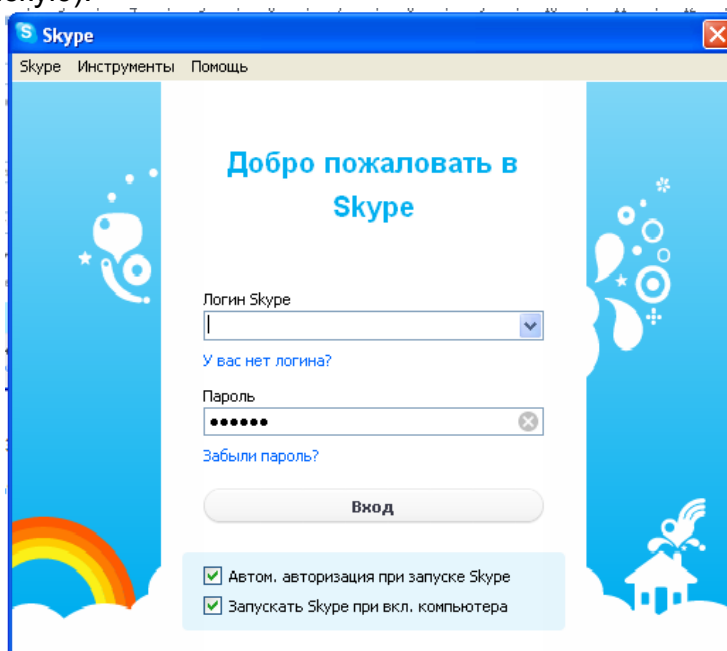 Skype
Skype Инструменты Помощь
Добро пожаловать в
Skype
Логин Skype
У вас нет логина?
Пароль
••••••
Забыли пароль?
Вход
Автом. авторизация при запуске Skype
Запускать Skype при вкл. компьютера